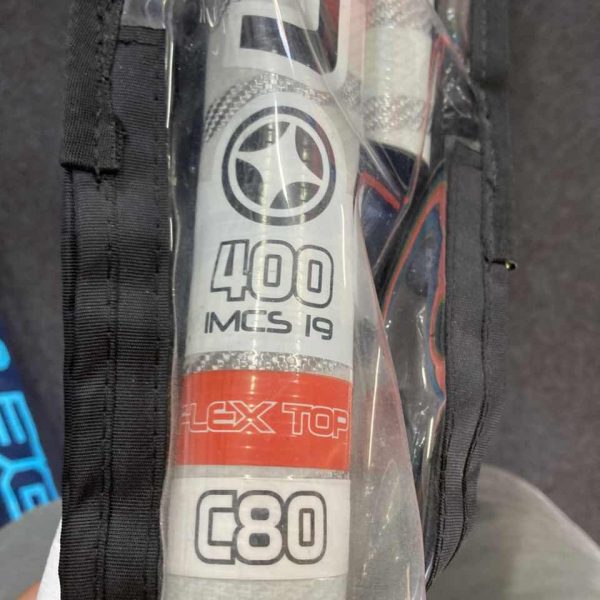 400
IMCS 19
FLEX TOP
C80